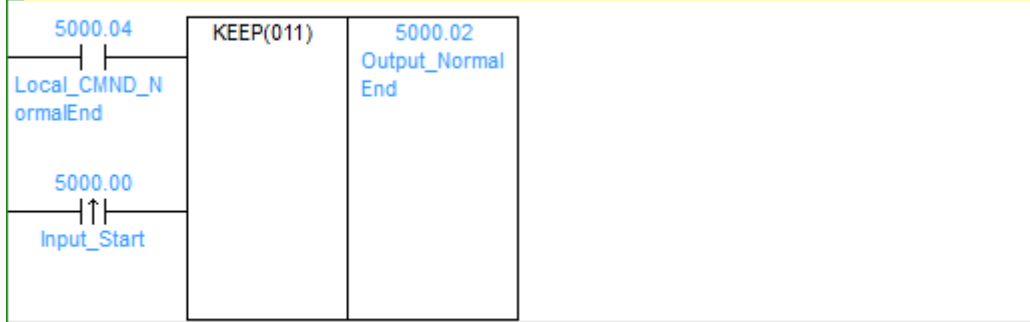 5000.04
KEEP(011)
5000.02
Output_Normal
End
Local_CMND_N
ormalEnd
5000.00
Input_Start